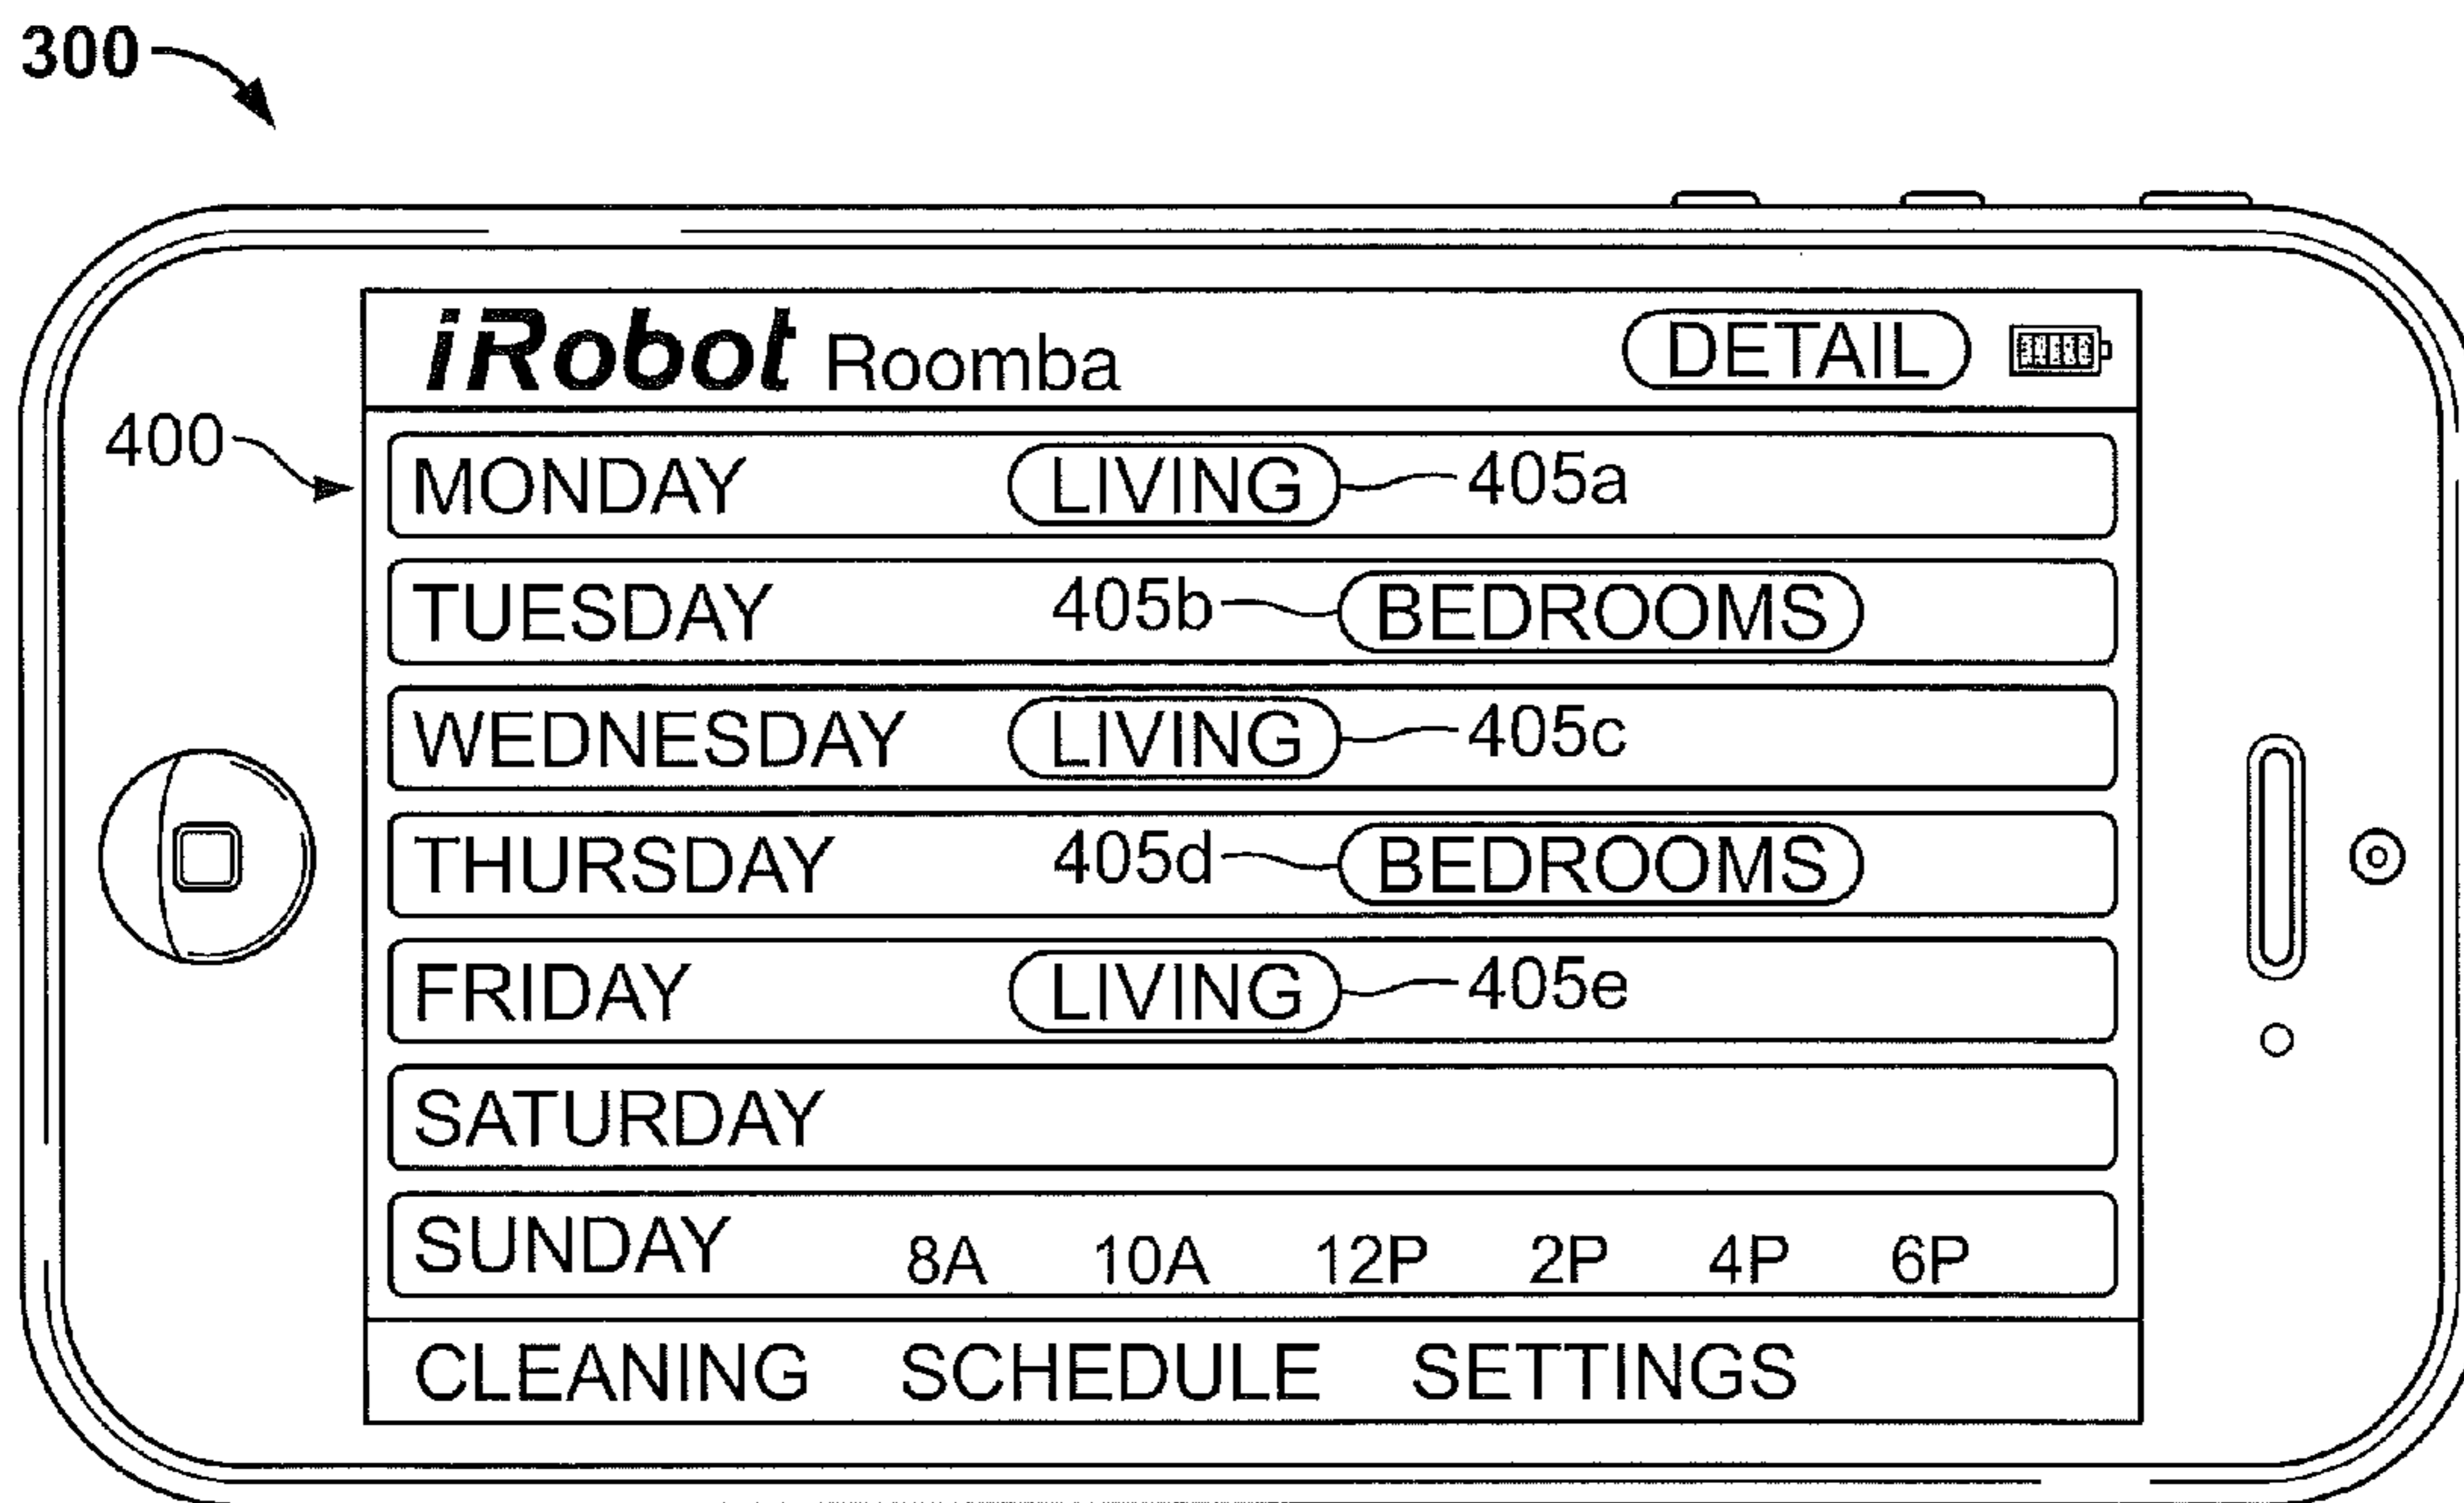 300
iRobot Roomba DETAIL
400
MONDAY LIVING 405a
TUESDAY 405b BEDROOMS
WEDNESDAY LIVING 405c
THURSDAY 405d BEDROOMS
FRIDAY LIVING 405e
SATURDAY
SUNDAY 8A 10A 12P 2P 4P 6P
CLEANING SCHEDULE SETTINGS